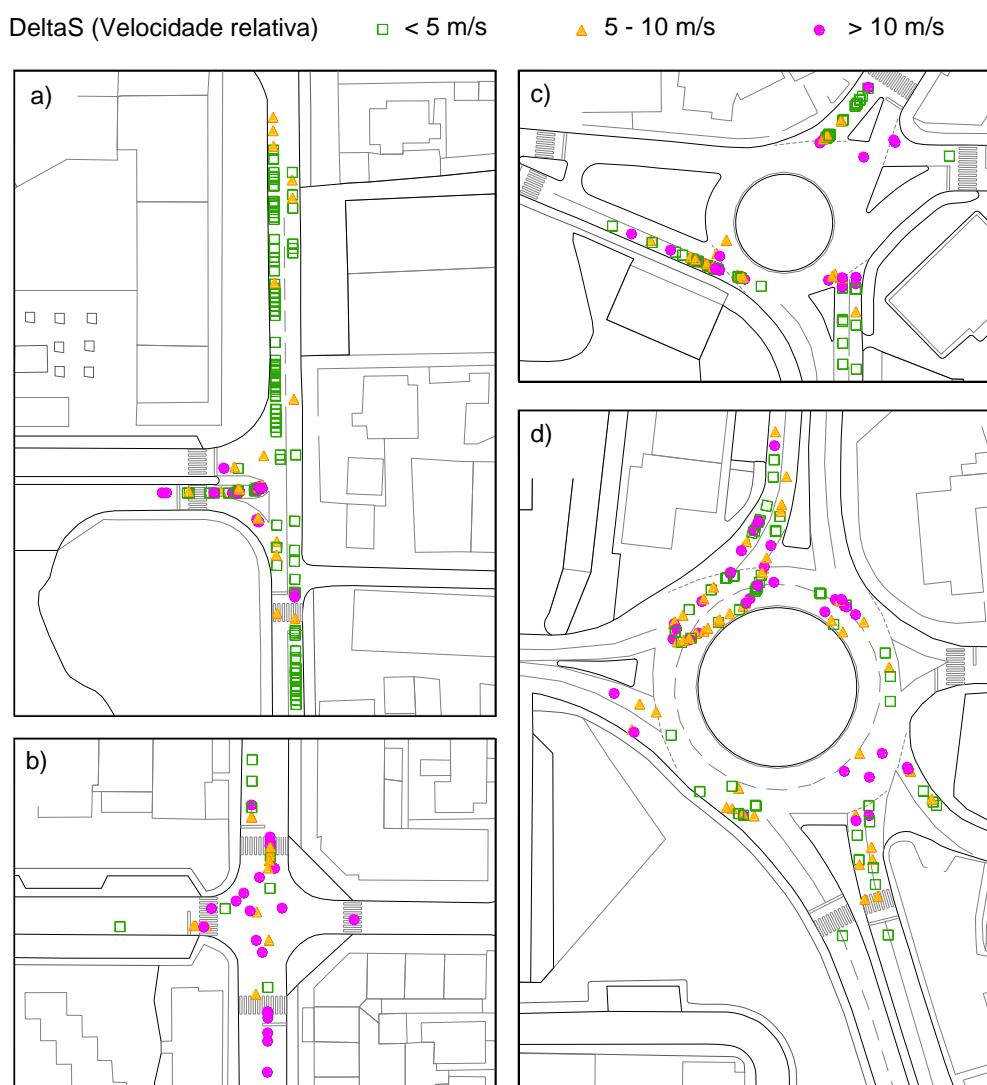 DeltaS (Velocidade relativa) < 5 m/s 5 - 10 m/s > 10 m/s
a)
c)
d)
b)